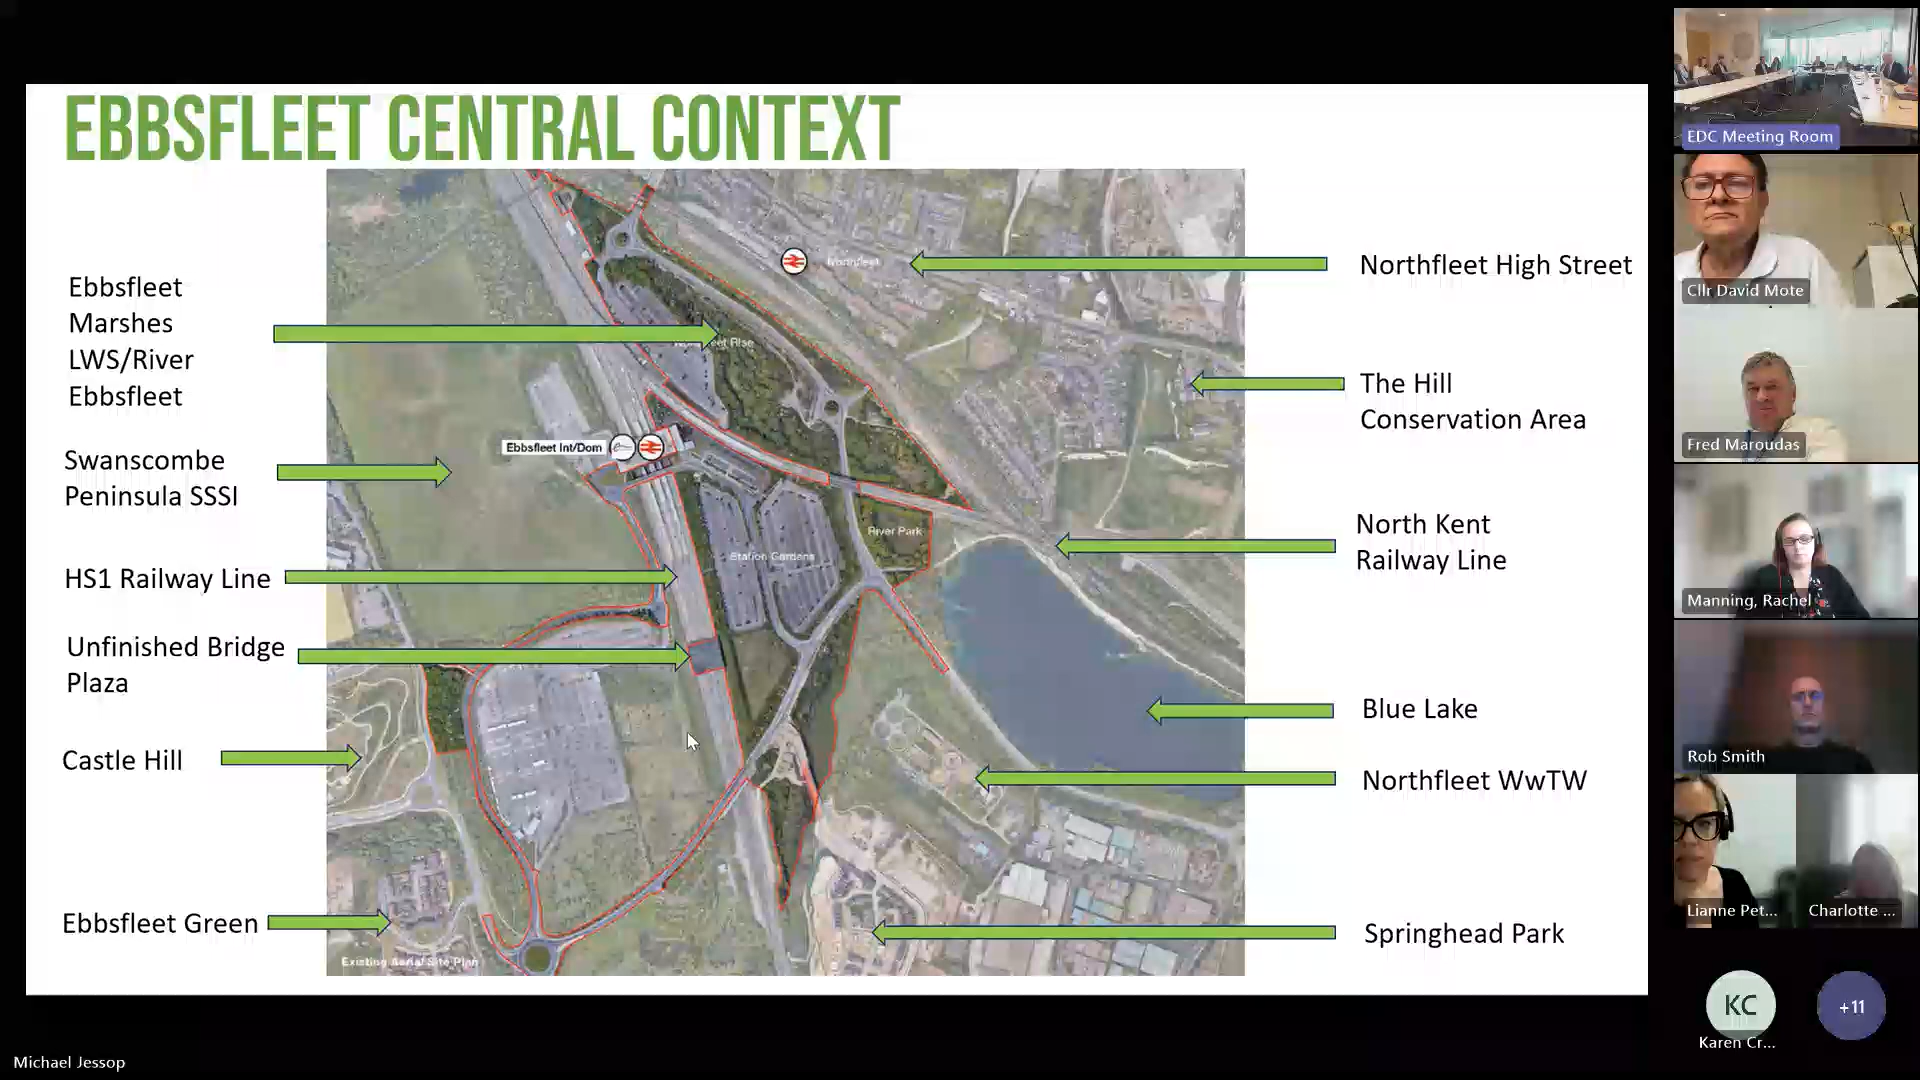 EBBSFLEET CENTRAL CONTEXT
Ebbsfleet
Marshes
LWS/River
Ebbsfleet
Swanscombe
Peninsula SSSI
HS1 Railway Line
Unfinished Bridge
Plaza
Castle Hill
Ebbsfleet Green
Northfleet
Rise
Ebbsfleet Int/Dom
River Park
Station Gardens
Existing Aerial Site Plan
Northfleet High Street
The Hill
Conservation Area
North Kent
Railway Line
Blue Lake
Northfleet WwTW
Springhead Park
EDC Meeting Room
Cllr David Mote
Fred Maroudas
Manning, Rachel
Rob Smith
Lianne Pet...
Charlotte ...
KC
+11
Karen Cr...
Michael Jessop